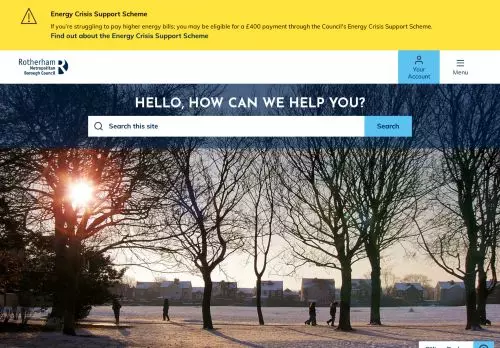 Energy Crisis Support Scheme
If you're struggling to pay higher energy bills; you may be eligible for a £400 payment through the Council's Energy Crisis Support Scheme.
Find out about the Energy Crisis Support Scheme
Rotherham
Metropolitan
Borough Council
Your
Account
Menu
HELLO, HOW CAN WE HELP YOU?
Search this site
Search